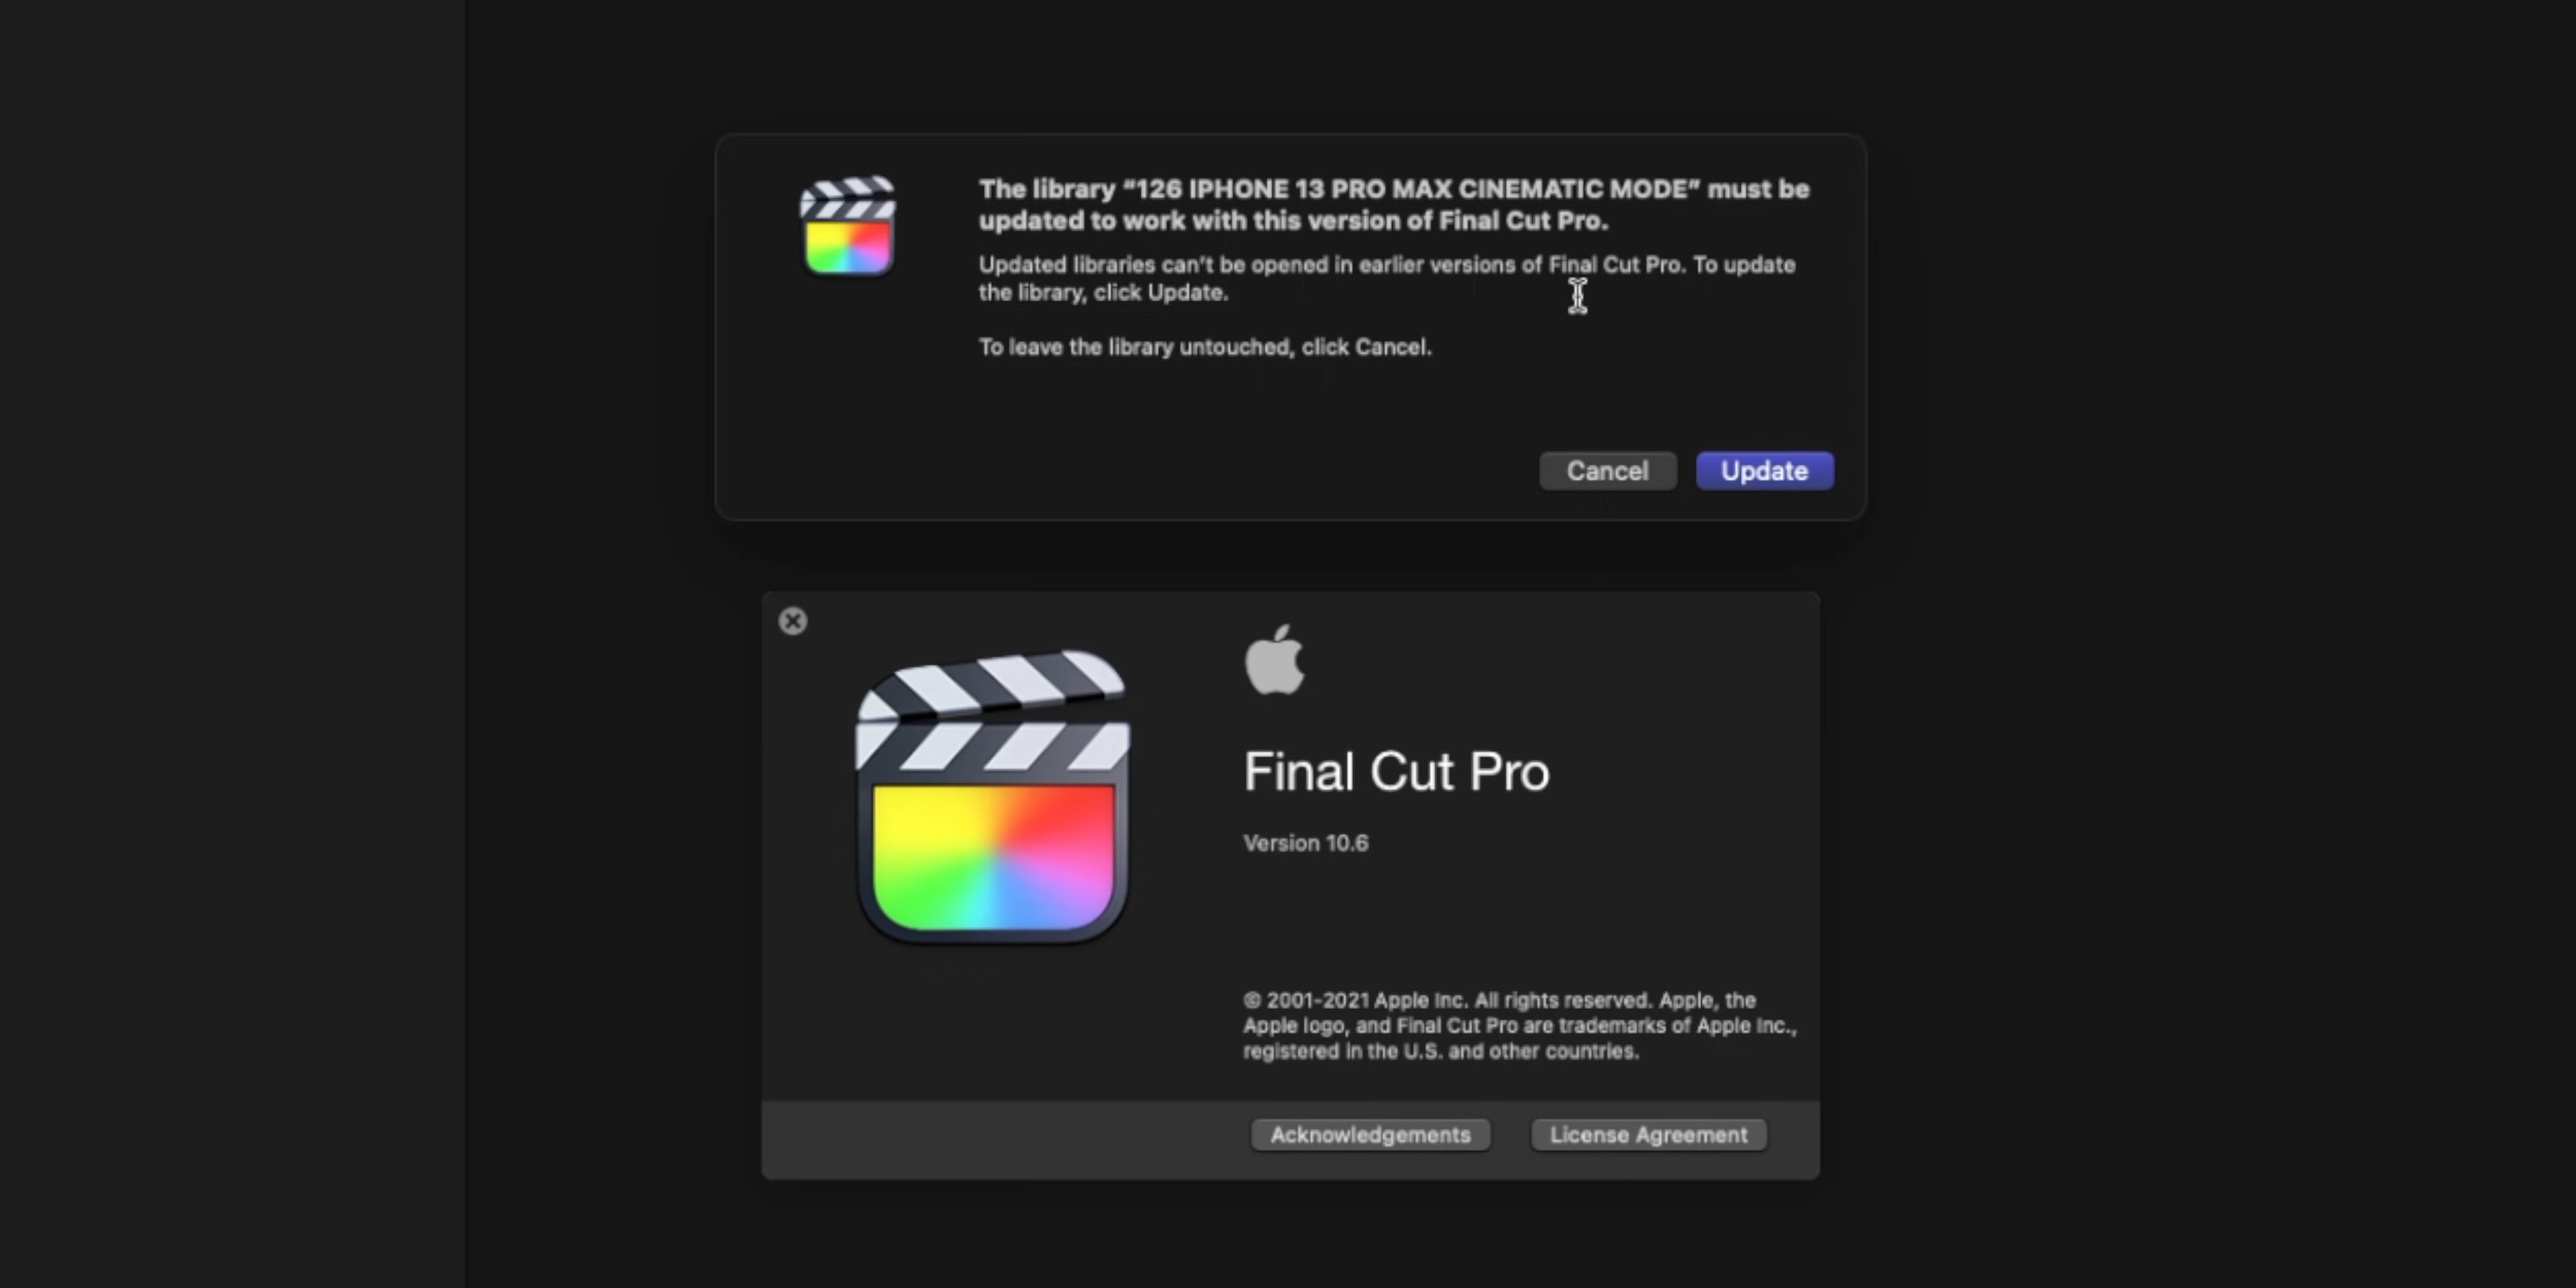 The library “126 IPHONE 13 PRO MAX CINEMATIC MODE” must be
updated to work with this version of Final Cut Pro.
Updated libraries can’t be opened in earlier versions of Final Cut Pro. To update
the library, click Update.
To leave the library untouched, click Cancel.
Cancel
Update
Final Cut Pro
Version 10.6
© 2001-2021 Apple Inc. All rights reserved. Apple, the
Apple logo, and Final Cut Pro are trademarks of Apple Inc.,
registered in the U.S. and other countries.
Acknowledgements
License Agreement